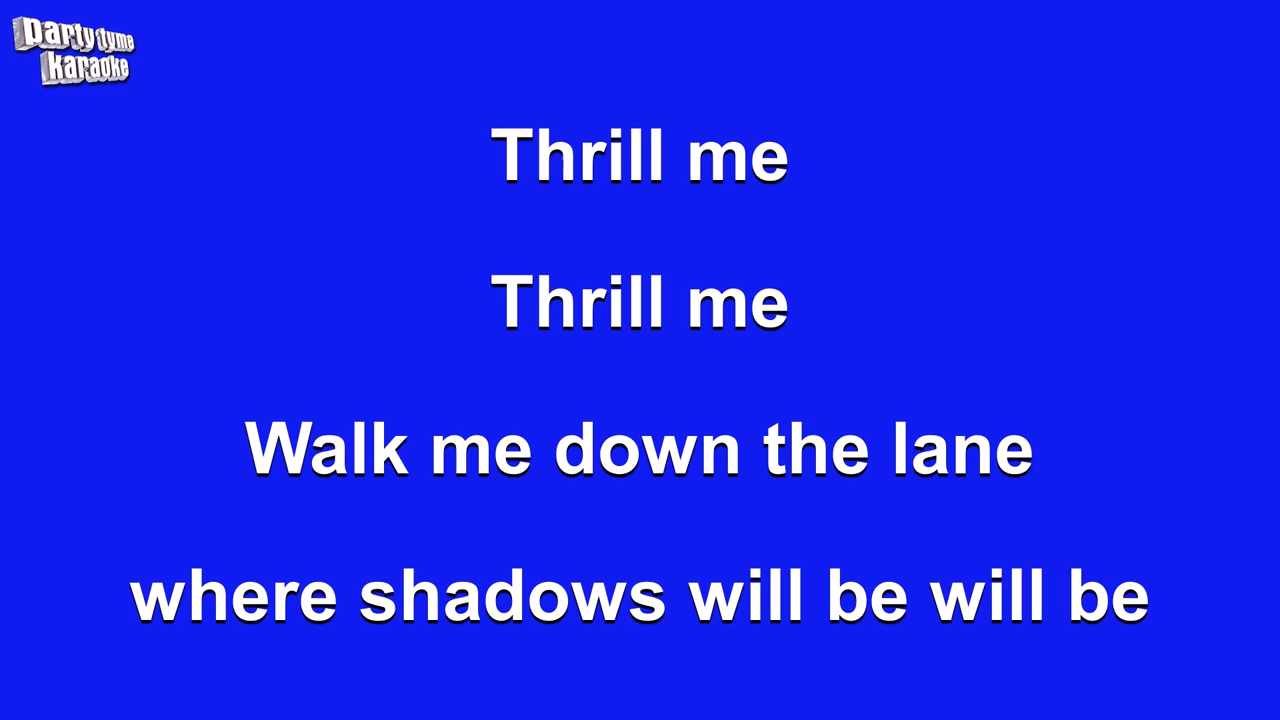 party tyme
karaoke
Thrill me
Thrill me
Walk me down the lane
where shadows will be will be